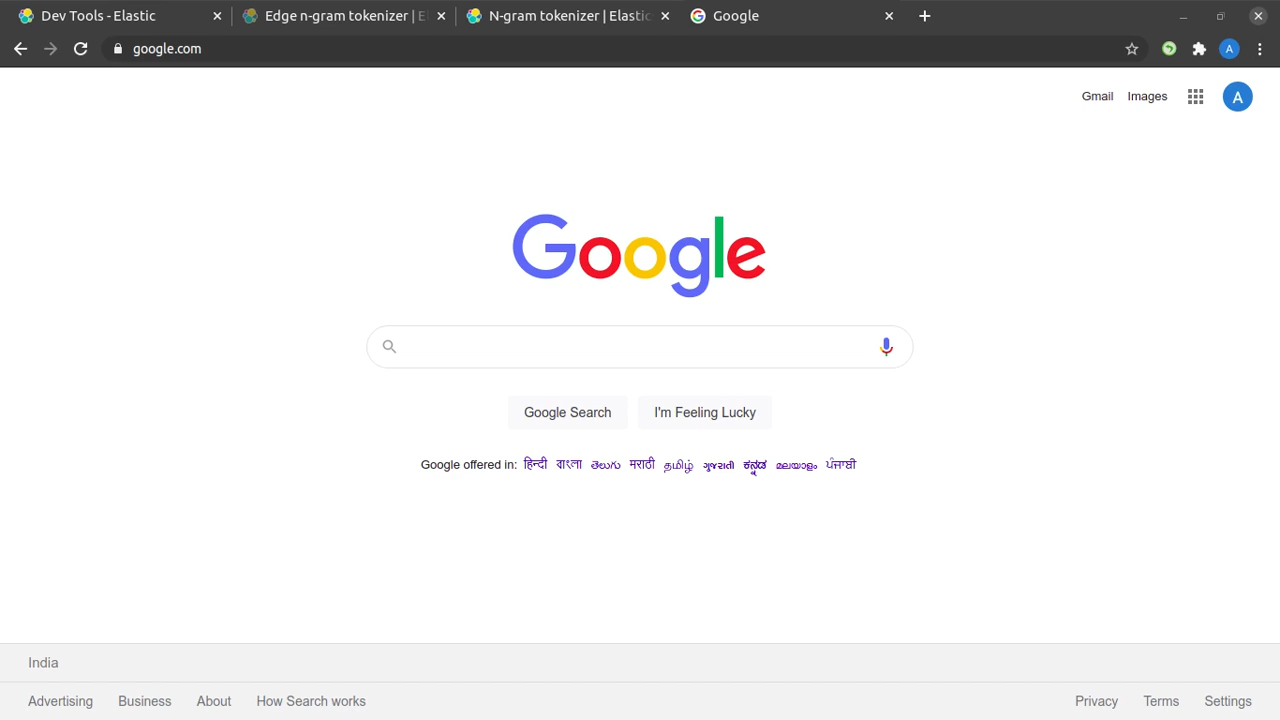 Dev Tools - Elastic
Edge n-gram tokenizer | El
N-gram tokenizer | Elastic
Google
google.com
A
Gmail Images
A
Google
Google Search I'm Feeling Lucky
Google offered in: हिन्दी বাংলা తెలుగు मराठी தமிழ் ગુજરાતી ಕನ್ನಡ മലയാളം ਪੰਜਾਬੀ
India
Advertising Business About How Search works Privacy Terms Settings